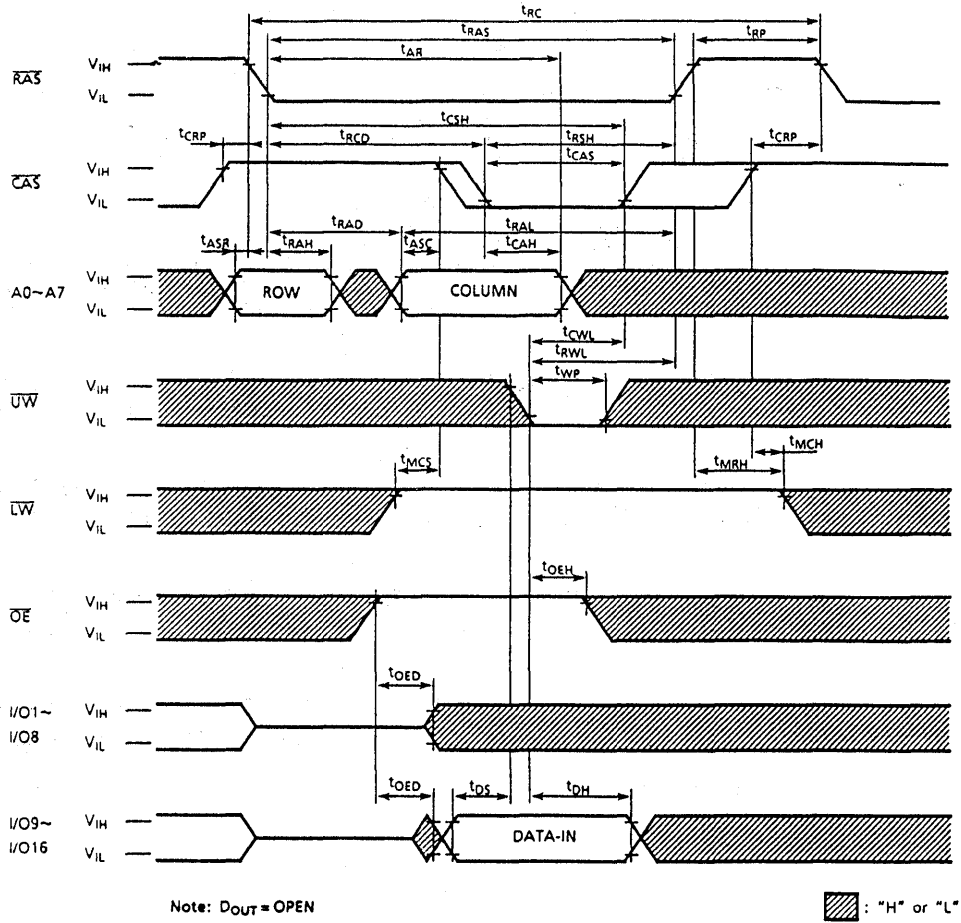 tRC
tRAS tRP
tAR
RAS VIH
VIL
tCSH
tCRP tRCD tRSH tCRP
tCAS
CAS VIH
VIL
tRAD tRAL
tASR tRAH tASC tCAH
A0~A7 VIH
ROW COLUMN
VIL
tCWL
tRWL
tWP
UW VIH
VIL
tMCH
tMCS tMRH
LW VIH
VIL
tOEH
OE VIH
VIL
tOED
I/O1~ VIH
I/O8 VIL
tOED tDS tDH
I/O9~ VIH
DATA-IN
I/O16 VIL
Note: DOUT = OPEN : "H" or "L"